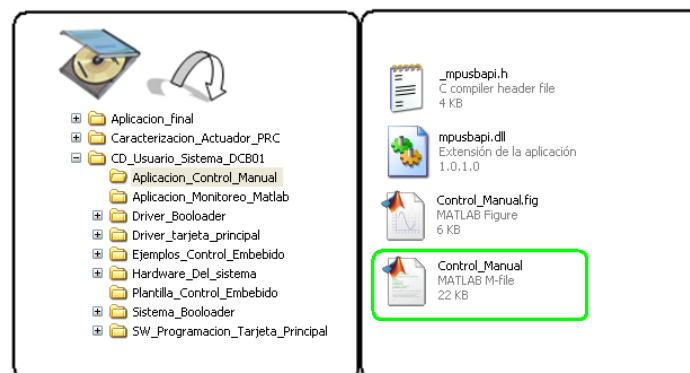 Aplicacion_final
Caracterizacion_Actuador_PRC
CD_Usuario_Sistema_DCB01
Aplicacion_Control_Manual
Aplicacion_Monitoreo_Matlab
Driver_Booloader
Driver_tarjeta_principal
Ejemplos_Control_Embebido
Hardware_Del_sistema
Plantilla_Control_Embebido
Sistema_Booloader
SW_Programacion_Tarjeta_Principal
_mpusbapi.h
C compiler header file
4 KB
mpusbapi.dll
Extensión de la aplicación
1.0.1.0
Control_Manual.fig
MATLAB Figure
6 KB
Control_Manual
MATLAB M-file
22 KB